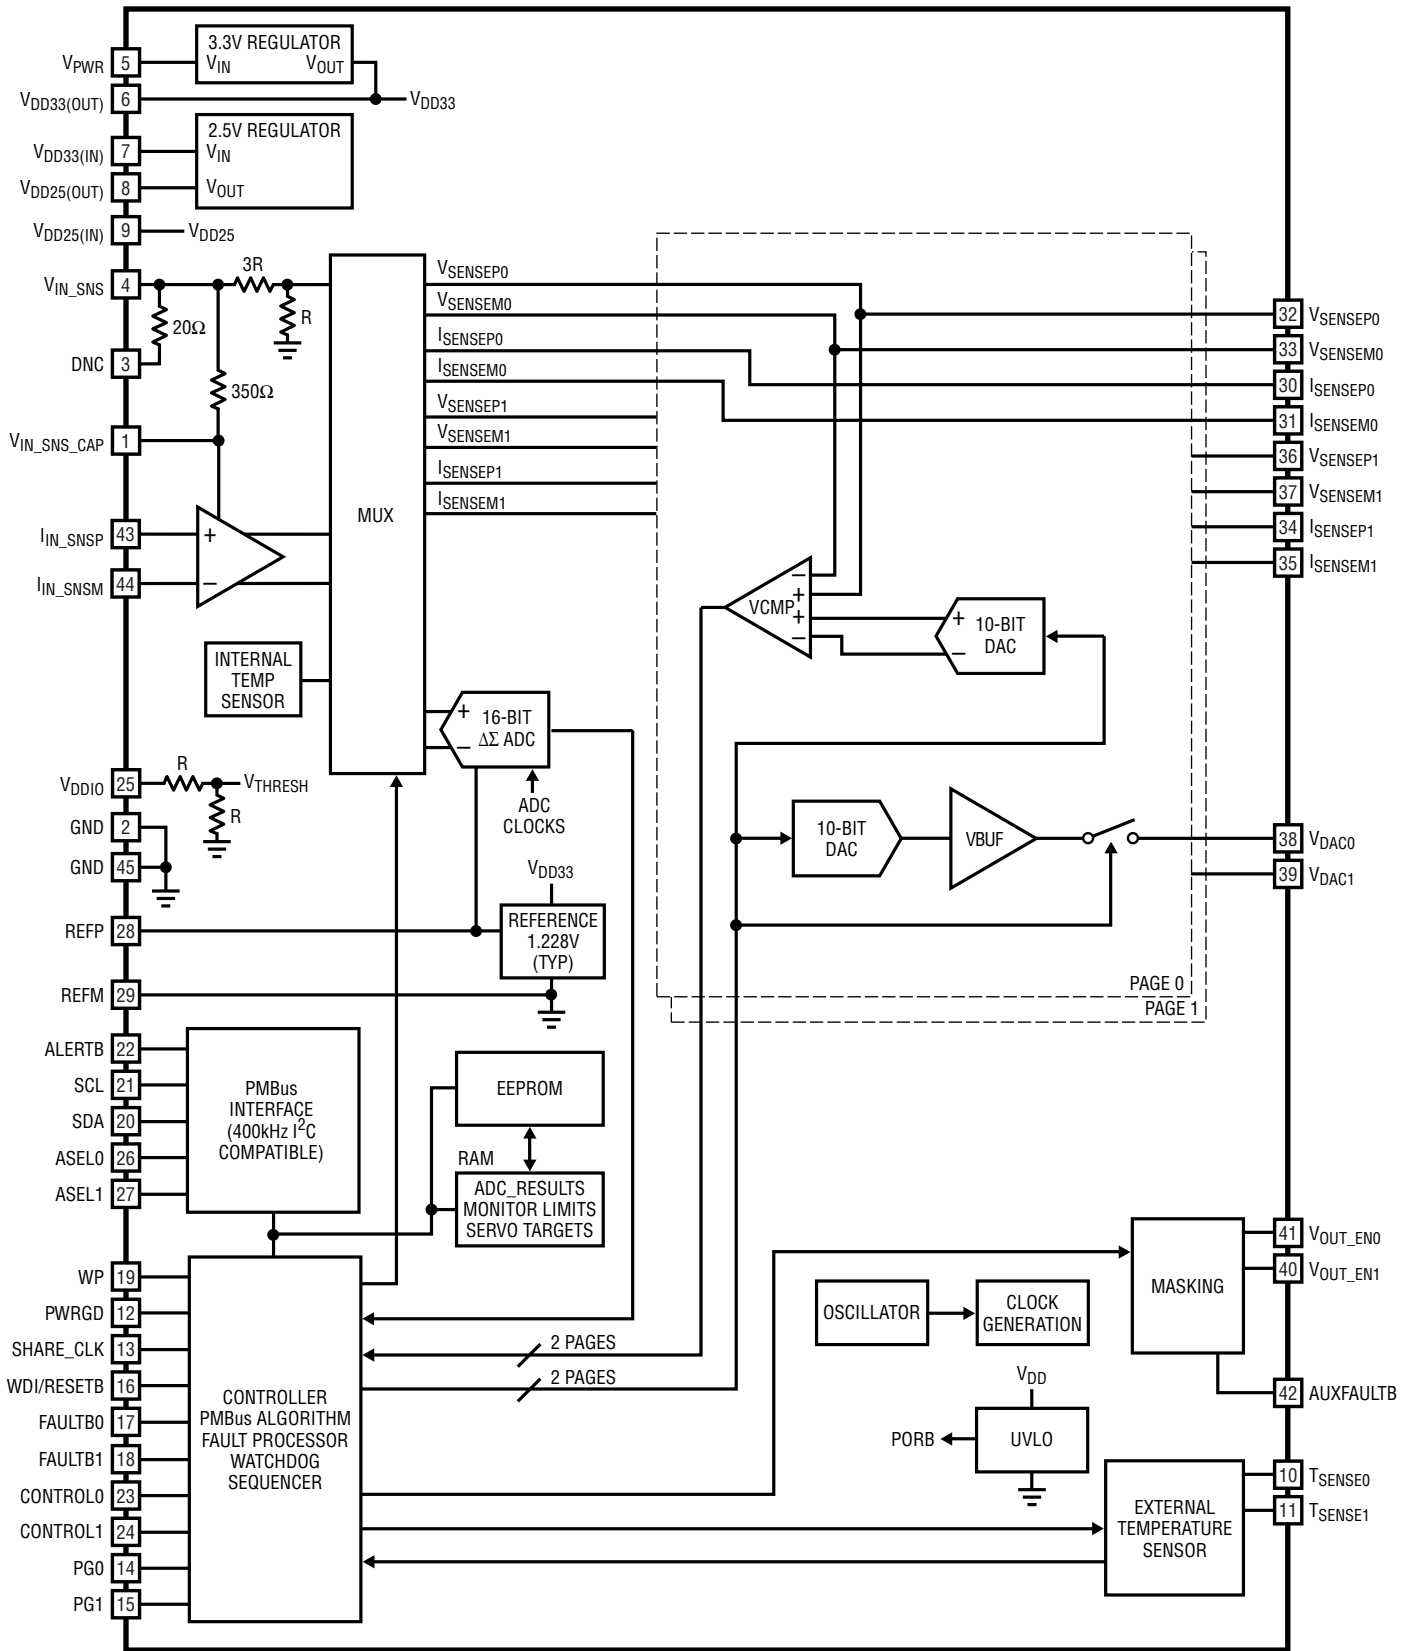 3.3V REGULATOR
VIN VOUT
VPWR 5
VDD33(OUT) 6
VDD33
2.5V REGULATOR
VDD33(IN) 7
VIN
VDD25(OUT) 8
VOUT
VDD25(IN) 9
VDD25
VIN_SNS 4
3R
R
20Ω
DNC 3
350Ω
VIN_SNS_CAP 1
IIN_SNSP 43
+
IIN_SNSM 44
–
MUX
VSENSEP0
VSENSEM0
ISENSEP0
ISENSEM0
VSENSEP1
VSENSEM1
ISENSEP1
ISENSEM1
32 VSENSEP0
33 VSENSEM0
30 ISENSEP0
31 ISENSEM0
36 VSENSEP1
37 VSENSEM1
34 ISENSEP1
35 ISENSEM1
–
+
VCMP
+
–
+
–
10-BIT
DAC
INTERNAL
TEMP
SENSOR
+
–
16-BIT
ΔΣ ADC
ADC
CLOCKS
VDDIO 25
R
VTHRESH
R
GND 2
GND 45
10-BIT
DAC
VBUF
38 VDAC0
39 VDAC1
VDD33
REFP 28
REFERENCE
1.228V
(TYP)
REFM 29
PAGE 0
PAGE 1
ALERTB 22
SCL 21
SDA 20
ASEL0 26
ASEL1 27
PMBus
INTERFACE
(400kHz I2C
COMPATIBLE)
EEPROM
RAM
ADC_RESULTS
MONITOR LIMITS
SERVO TARGETS
WP 19
PWRGD 12
SHARE_CLK 13
WDI/RESETB 16
FAULTB0 17
FAULTB1 18
CONTROL0 23
CONTROL1 24
PG0 14
PG1 15
CONTROLLER
PMBus ALGORITHM
FAULT PROCESSOR
WATCHDOG
SEQUENCER
2 PAGES
2 PAGES
OSCILLATOR
CLOCK
GENERATION
MASKING
41 VOUT_EN0
40 VOUT_EN1
42 AUXFAULTB
VDD
PORB
UVLO
EXTERNAL
TEMPERATURE
SENSOR
10 TSENSE0
11 TSENSE1